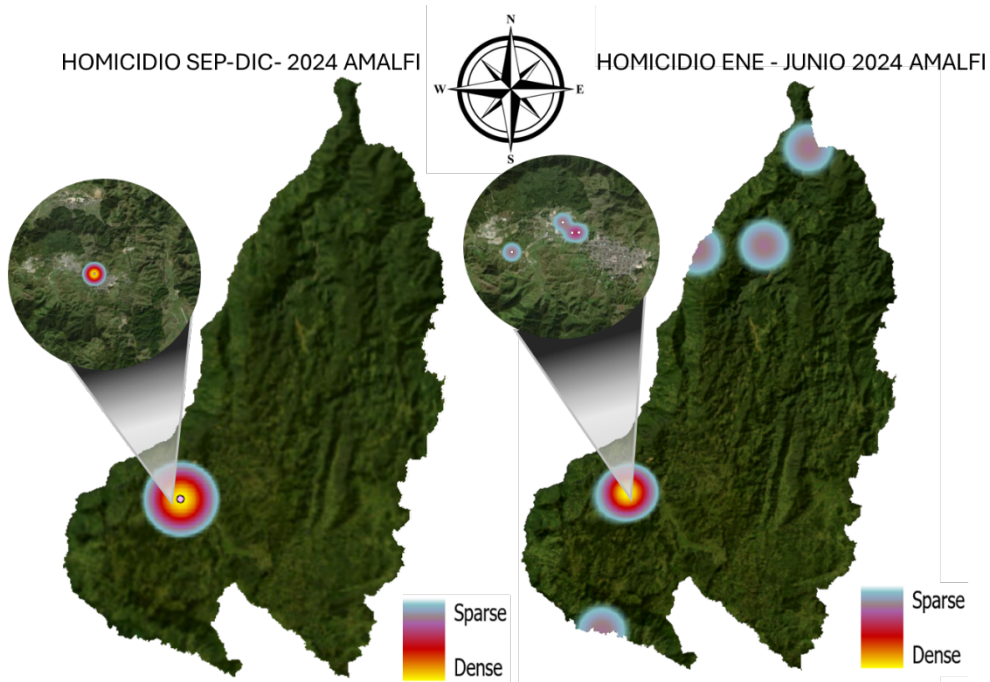 HOMICIDIO SEP-DIC- 2024 AMALFI
N
W
E
S
HOMICIDIO ENE - JUNIO 2024 AMALFI
Sparse
Dense
Sparse
Dense